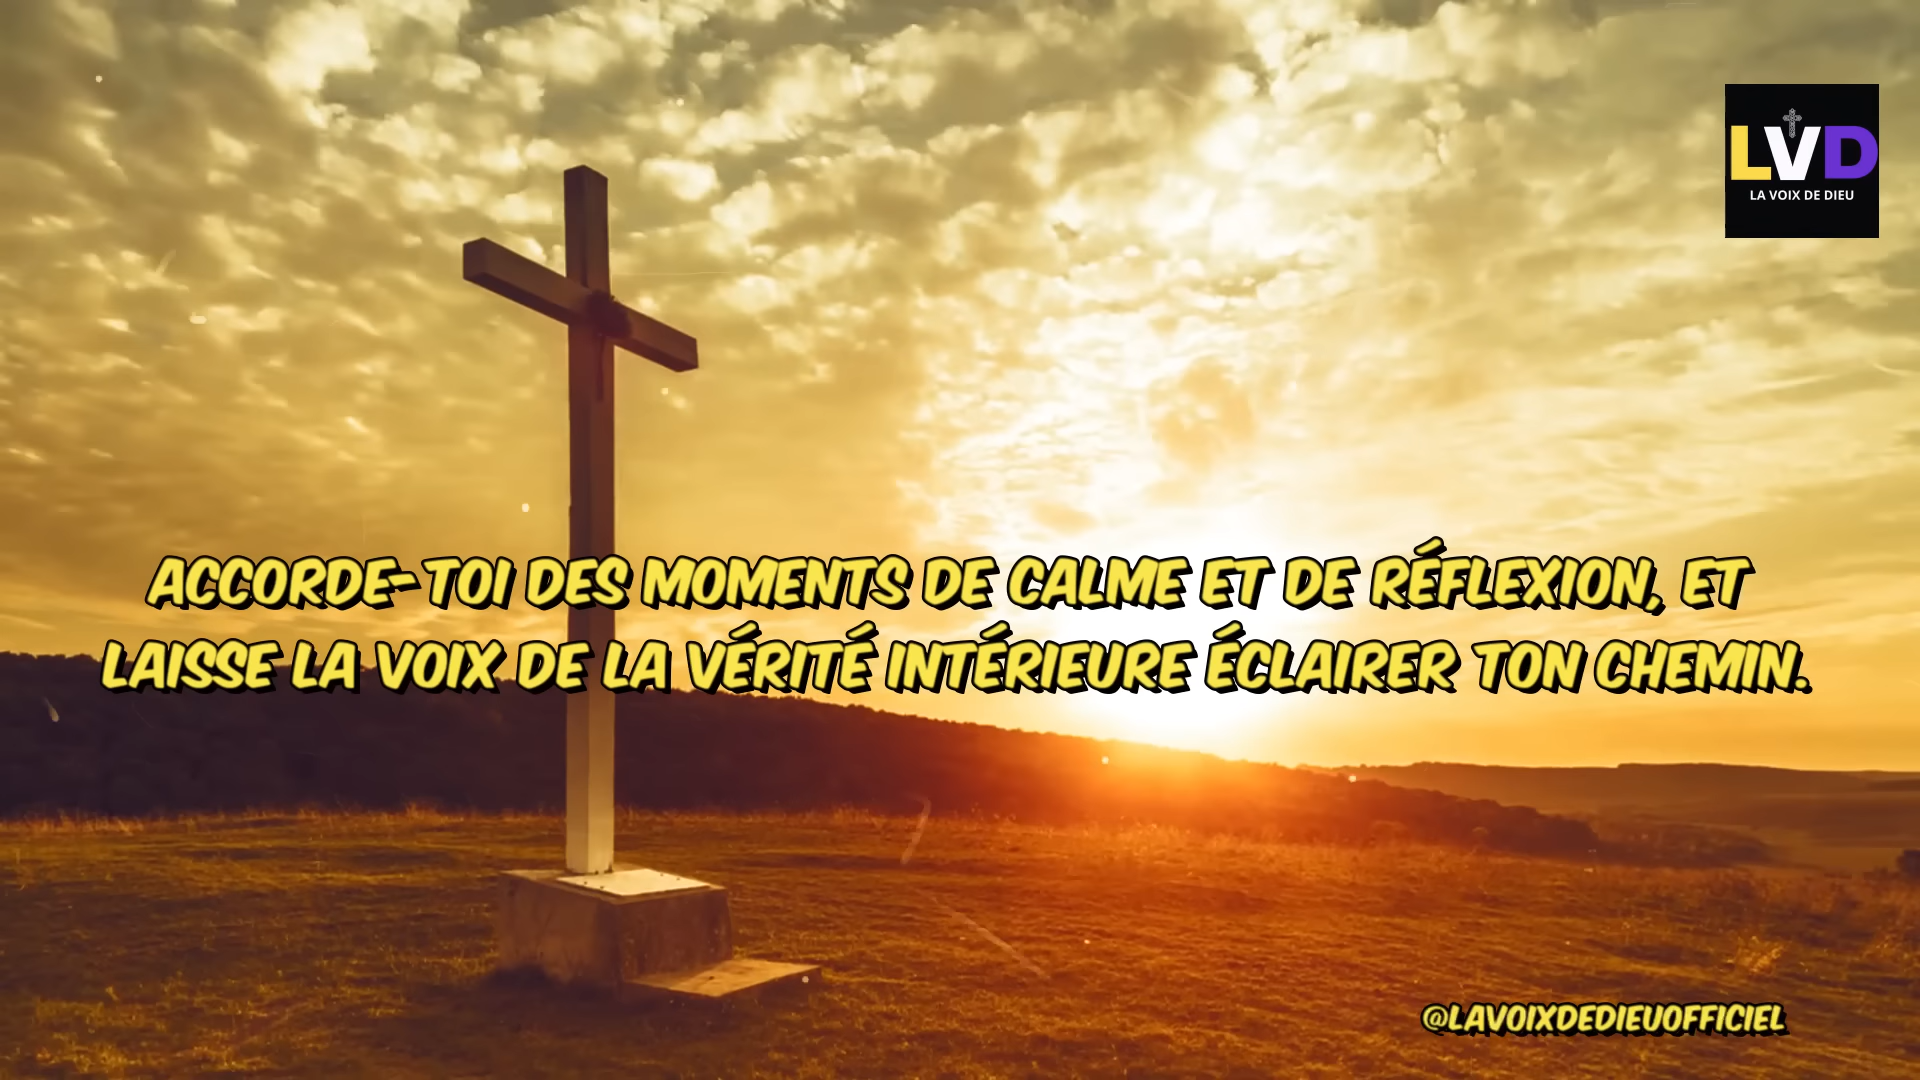 LVD
LA VOIX DE DIEU
ACCORDE-TOI DES MOMENTS DE CALME ET DE RÉFLEXION, ET
LAISSE LA VOIX DE LA VÉRITÉ INTÉRIEURE ÉCLAIRER TON CHEMIN.
@LAVOIXDEDIEUOFFICIEL